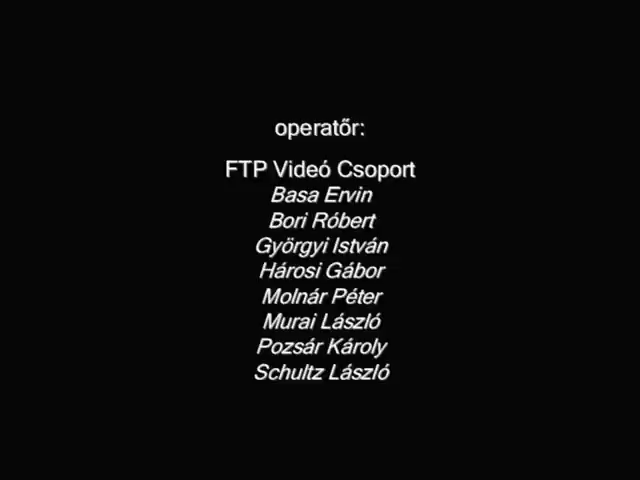 operatőr:
FTP Videó Csoport
Basa Ervin
Bori Róbert
Györgyi István
Hárosi Gábor
Molnár Péter
Murai László
Pozsár Károly
Schultz László